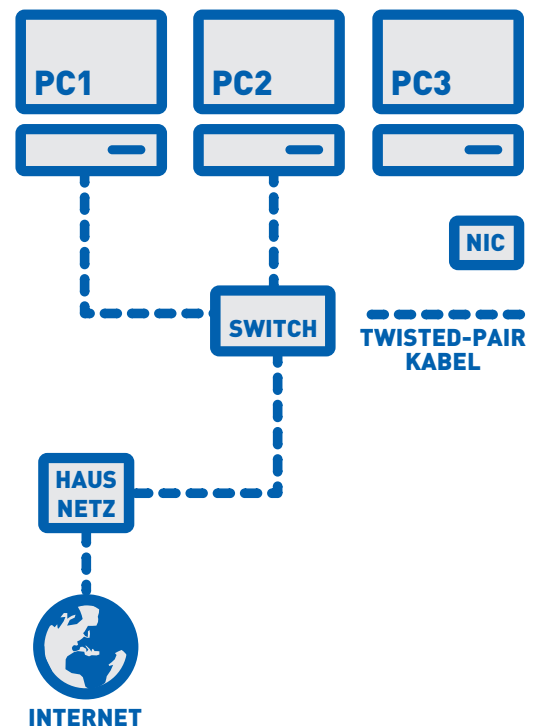 PC1
PC2
PC3
NIC
SWITCH
TWISTED-PAIR
KABEL
HAUS
NETZ
INTERNET